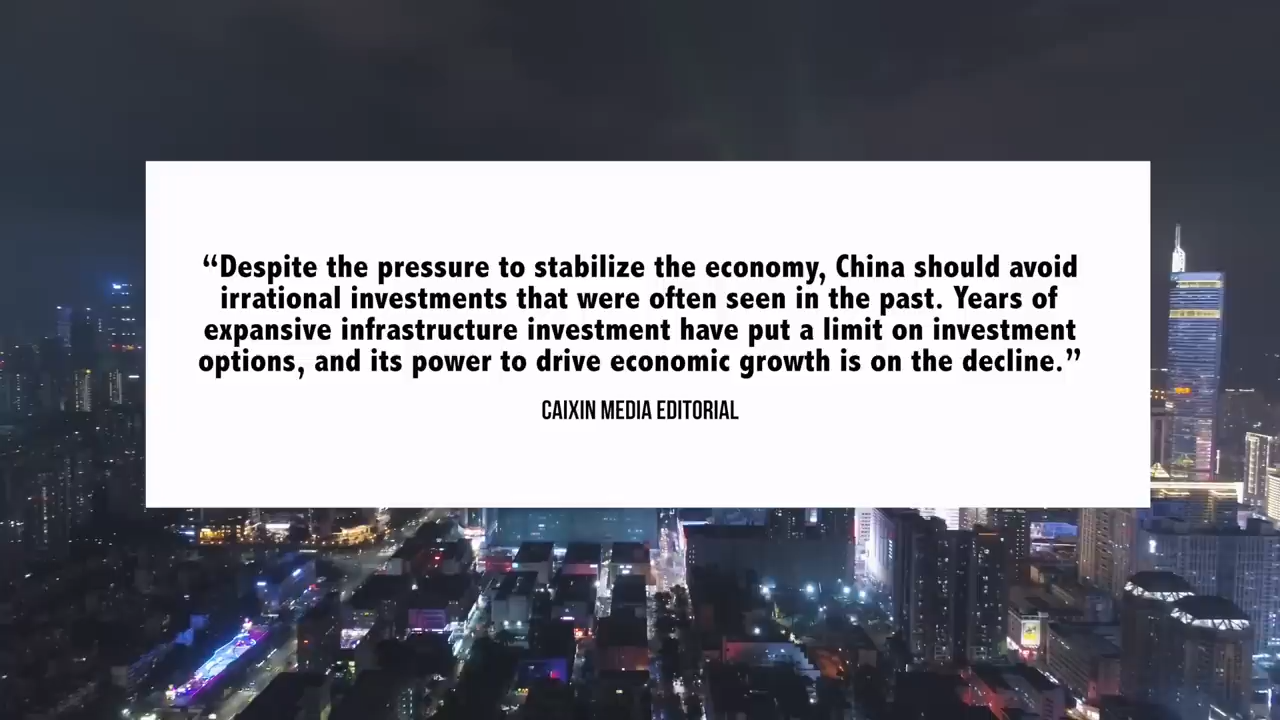 “Despite the pressure to stabilize the economy, China should avoid
irrational investments that were often seen in the past. Years of
expansive infrastructure investment have put a limit on investment
options, and its power to drive economic growth is on the decline.”
CAIXIN MEDIA EDITORIAL